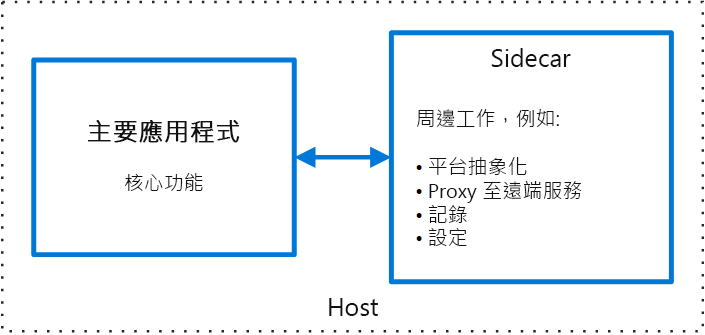 主要應用程式
核心功能
Sidecar
周邊工作，例如:
• 平台抽象化
• Proxy 至遠端服務
• 記錄
• 設定
Host